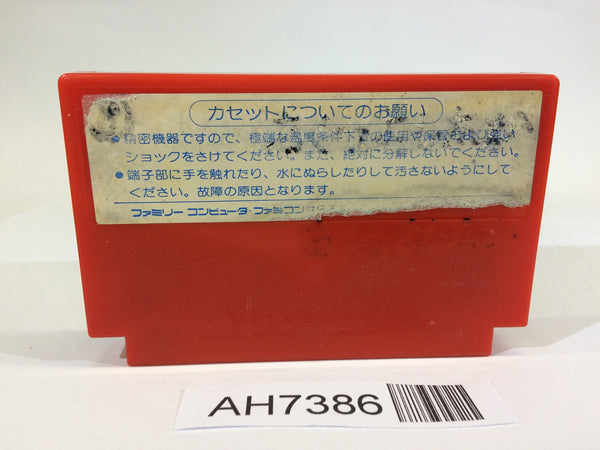 カセットについてのお願い
●精密機器ですので、極端な温度条件下での使用や保管および強い
ショックをさけてください。また、絶対に分解しないでください。
●端子部に手を触れたり、水にぬらしたりして汚さないようにして
ください。故障の原因となります。
ファミリーコンピュータ・ファミコンは任天
AH7386